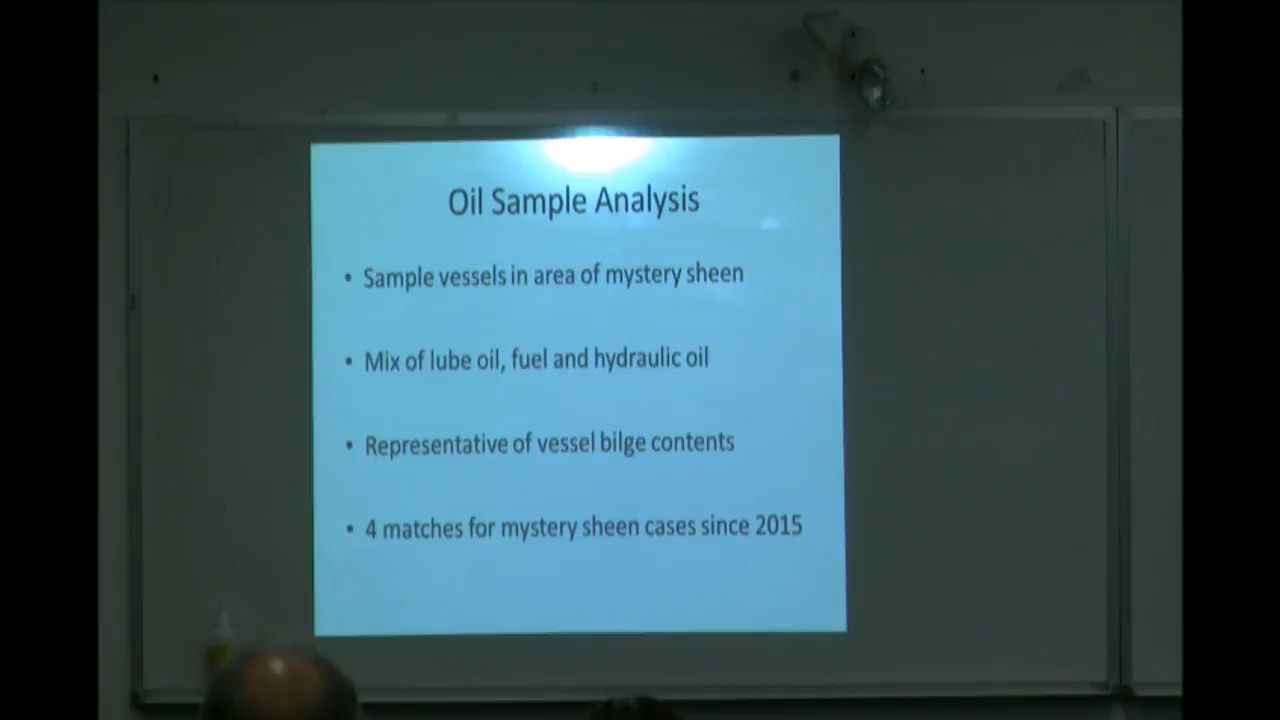 Oil Sample Analysis
• Sample vessels in area of mystery sheen
• Mix of lube oil, fuel and hydraulic oil
• Representative of vessel bilge contents
• 4 matches for mystery sheen cases since 2015